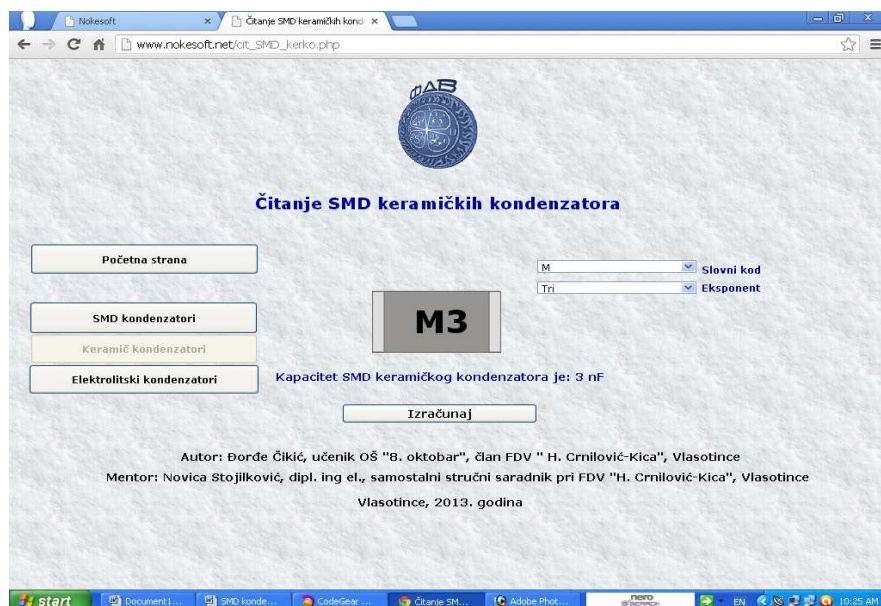 Nokesoft
Čitanje SMD keramičkih kond
www.nokesoft.net/cit_SMD_kerko.php
ФΔВ
Čitanje SMD keramičkih kondenzatora
Početna strana
M Slovni kod
Tri Eksponent
SMD kondenzatori
M3
Keramič kondenzatori
Elektrolitski kondenzatori
Kapacitet SMD keramičkog kondenzatora je: 3 nF
Izračunaj
Autor: Đorđe Čikić, učenik OŠ "8. oktobar", član FDV " H. Crnilović-Kica", Vlasotince
Mentor: Novica Stojilković, dipl. ing el., samostalni stručni saradnik pri FDV "H. Crnilović-Kica", Vlasotince
Vlasotince, 2013. godina
start Document1... SMD konde... CodeGear ... Čitanje SM... Adobe Phot... nero SEARCH EN 10:25 AM